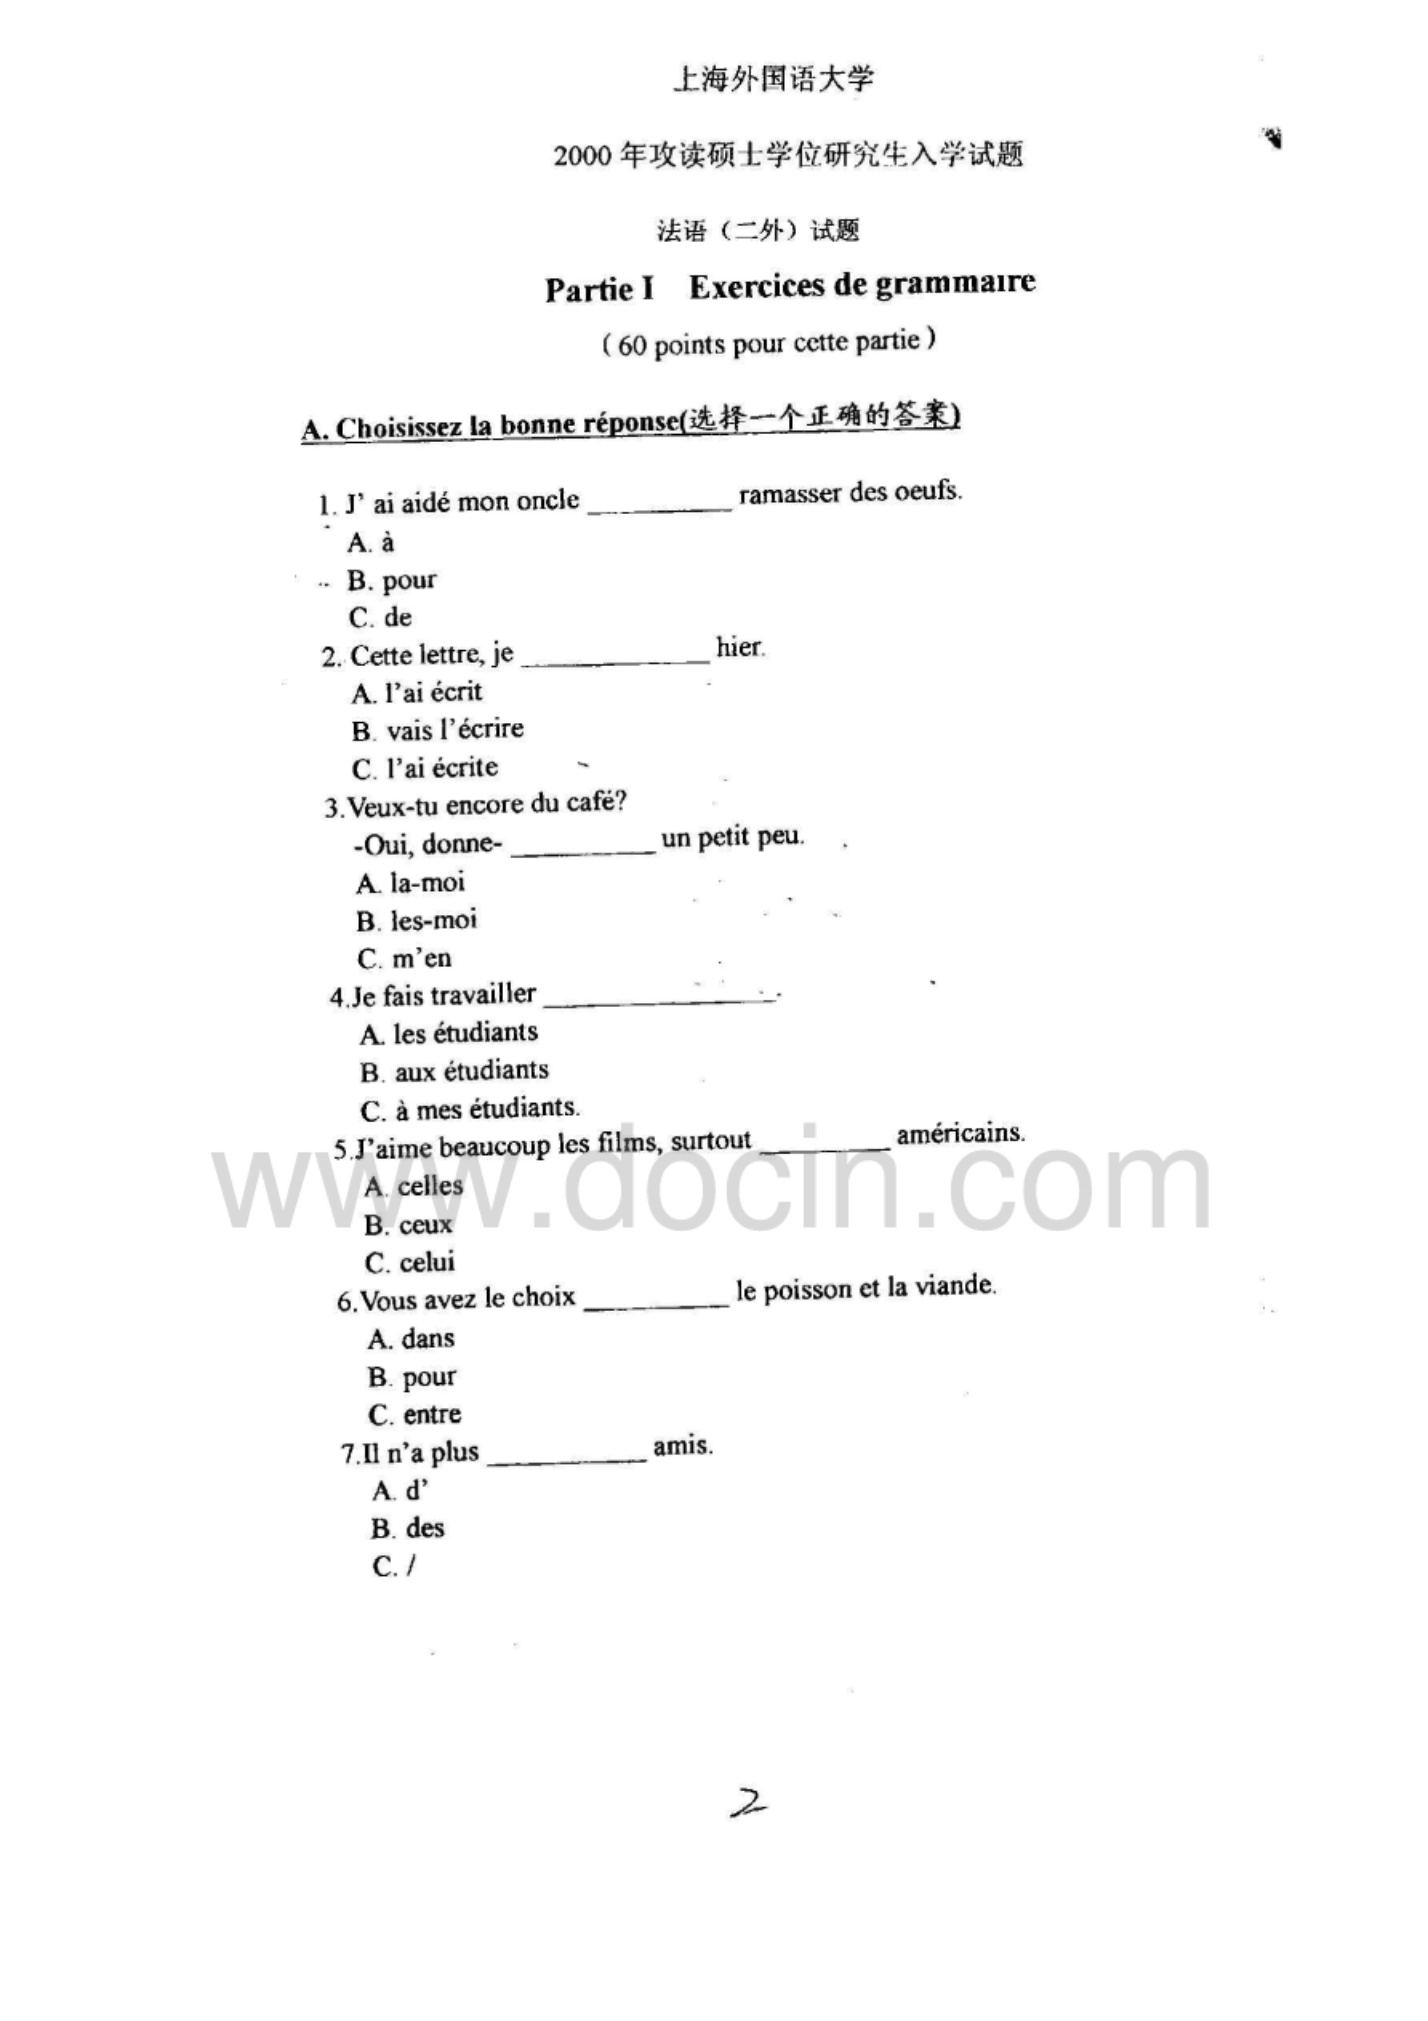 上海外国语大学
2000 年攻读硕士学位研究生入学试题
法语（二外）试题
Partie I Exercices de grammaire
( 60 points pour cette partie )
A. Choisissez la bonne réponse(选择一个正确的答案)
1. J' ai aidé mon oncle __________ ramasser des oeufs.
A. à
B. pour
C. de
2. Cette lettre, je _____________ hier.
A. l'ai écrit
B. vais l'écrire
C. l'ai écrite
3.Veux-tu encore du café?
-Oui, donne- __________ un petit peu.
A. la-moi
B. les-moi
C. m'en
4.Je fais travailler ________________.
A. les étudiants
B. aux étudiants
C. à mes étudiants.
5.J'aime beaucoup les films, surtout _________ américains.
A. celles
B. ceux
C. celui
6.Vous avez le choix __________ le poisson et la viande.
A. dans
B. pour
C. entre
7.Il n'a plus ___________ amis.
A. d'
B. des
C. /
2
www.docin.com